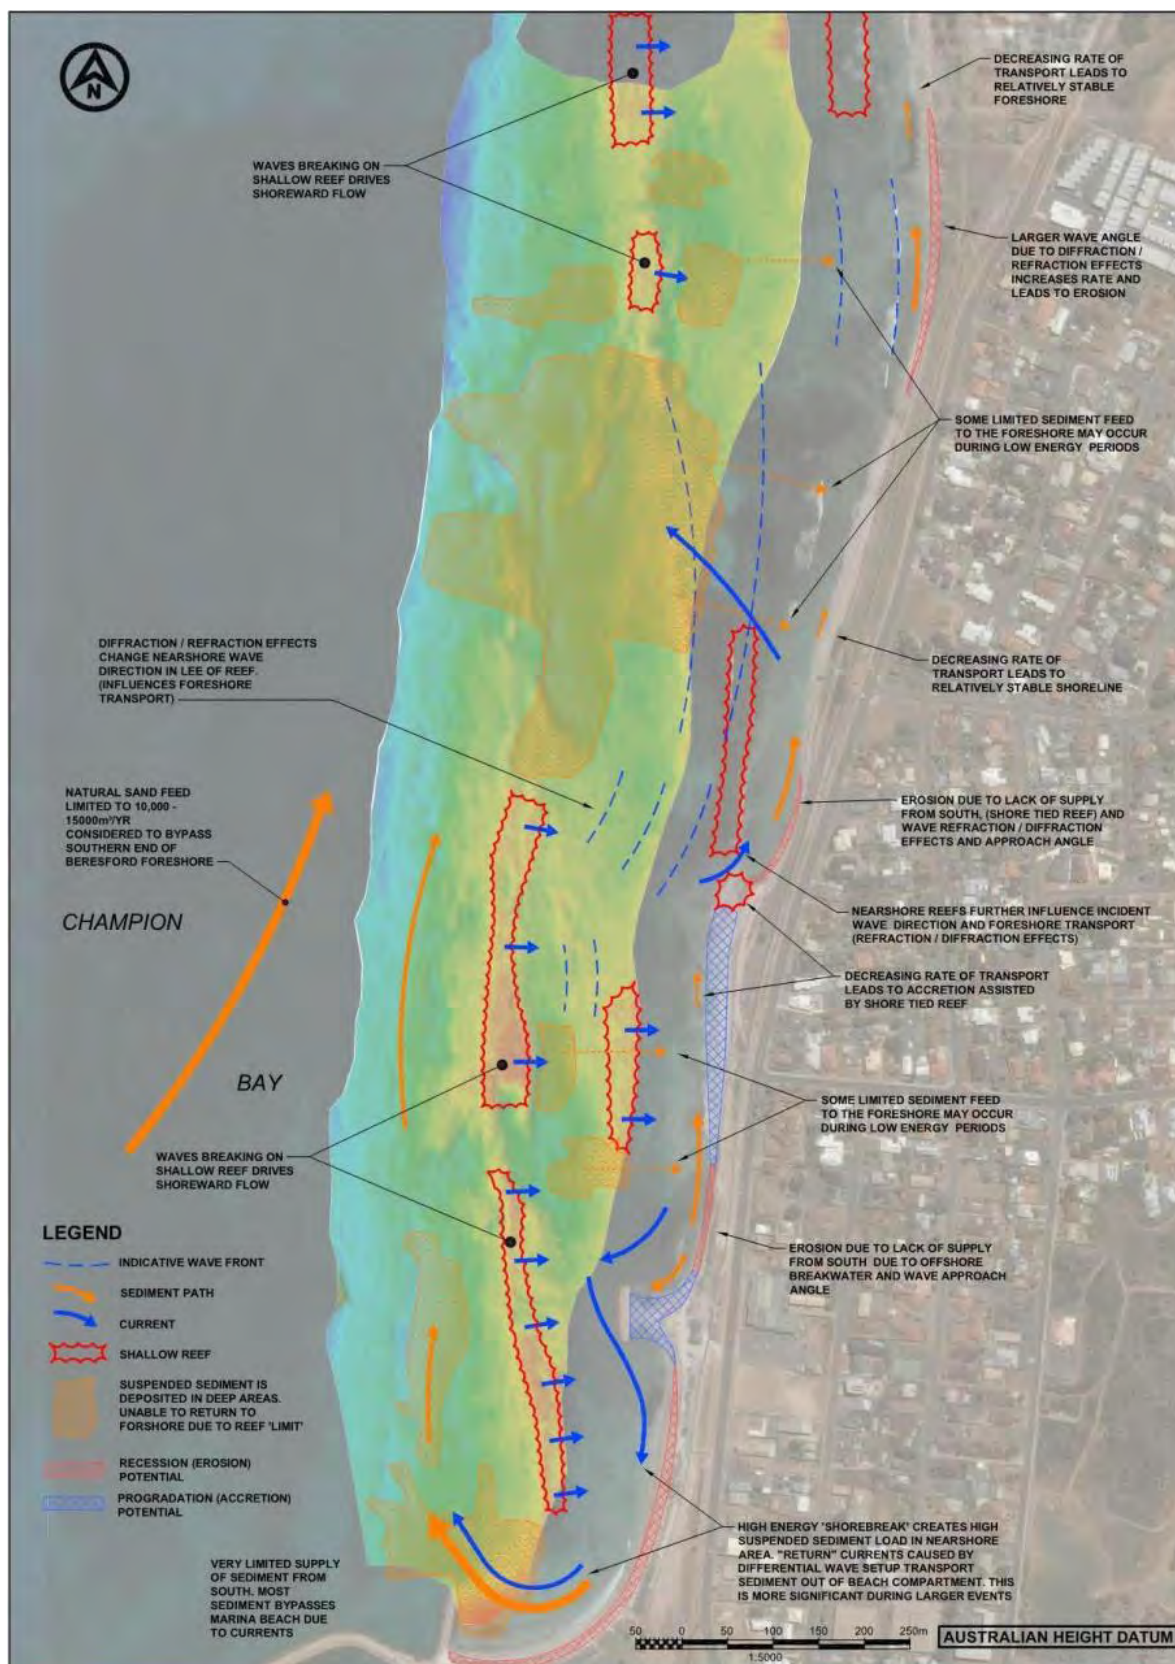 N
DECREASING RATE OF
TRANSPORT LEADS TO
RELATIVELY STABLE
FORESHORE
WAVES BREAKING ON
SHALLOW REEF DRIVES
SHOREWARD FLOW
LARGER WAVE ANGLE
DUE TO DIFFRACTION /
REFRACTION EFFECTS
INCREASES RATE AND
LEADS TO EROSION
SOME LIMITED SEDIMENT FEED
TO THE FORESHORE MAY OCCUR
DURING LOW ENERGY PERIODS
DIFFRACTION / REFRACTION EFFECTS
CHANGE NEARSHORE WAVE
DIRECTION IN LEE OF REEF.
(INFLUENCES FORESHORE
TRANSPORT)
DECREASING RATE OF
TRANSPORT LEADS TO
RELATIVELY STABLE SHORELINE
NATURAL SAND FEED
LIMITED TO 10,000 -
15000m³/YR
CONSIDERED TO BYPASS
SOUTHERN END OF
BERESFORD FORESHORE
EROSION DUE TO LACK OF SUPPLY
FROM SOUTH, (SHORE TIED REEF) AND
WAVE REFRACTION / DIFFRACTION
EFFECTS AND APPROACH ANGLE
CHAMPION
NEARSHORE REEFS FURTHER INFLUENCE INCIDENT
WAVE DIRECTION AND FORESHORE TRANSPORT
(REFRACTION / DIFFRACTION EFFECTS)
DECREASING RATE OF TRANSPORT
LEADS TO ACCRETION ASSISTED
BY SHORE TIED REEF
BAY
SOME LIMITED SEDIMENT FEED
TO THE FORESHORE MAY OCCUR
DURING LOW ENERGY PERIODS
WAVES BREAKING ON
SHALLOW REEF DRIVES
SHOREWARD FLOW
LEGEND
INDICATIVE WAVE FRONT
SEDIMENT PATH
CURRENT
SHALLOW REEF
SUSPENDED SEDIMENT IS
DEPOSITED IN DEEP AREAS.
UNABLE TO RETURN TO
FORSHORE DUE TO REEF 'LIMIT'
RECESSION (EROSION)
POTENTIAL
PROGRADATION (ACCRETION)
POTENTIAL
EROSION DUE TO LACK OF SUPPLY
FROM SOUTH DUE TO OFFSHORE
BREAKWATER AND WAVE APPROACH
ANGLE
HIGH ENERGY 'SHOREBREAK' CREATES HIGH
SUSPENDED SEDIMENT LOAD IN NEARSHORE
AREA. "RETURN" CURRENTS CAUSED BY
DIFFERENTIAL WAVE SETUP TRANSPORT
SEDIMENT OUT OF BEACH COMPARTMENT. THIS
IS MORE SIGNIFICANT DURING LARGER EVENTS
VERY LIMITED SUPPLY
OF SEDIMENT FROM
SOUTH. MOST
SEDIMENT BYPASSES
MARINA BEACH DUE
TO CURRENTS
50 0 50 100 150 200 250m
1:5000
AUSTRALIAN HEIGHT DATUM